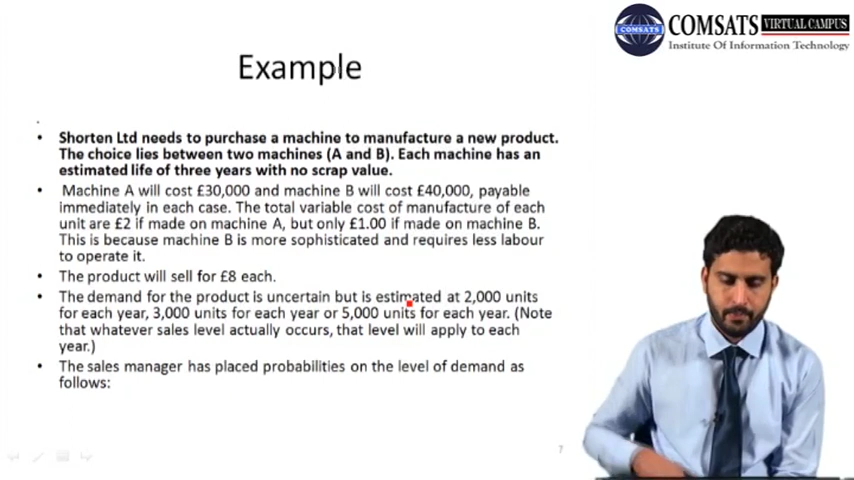 COMSATS VIRTUAL CAMPUS
COMSATS
Institute Of Information Technology
Example
• Shorten Ltd needs to purchase a machine to manufacture a new product.
The choice lies between two machines (A and B). Each machine has an
estimated life of three years with no scrap value.
• Machine A will cost £30,000 and machine B will cost £40,000, payable
immediately in each case. The total variable cost of manufacture of each
unit are £2 if made on machine A, but only £1.00 if made on machine B.
This is because machine B is more sophisticated and requires less labour
to operate it.
• The product will sell for £8 each.
• The demand for the product is uncertain but is estimated at 2,000 units
for each year, 3,000 units for each year or 5,000 units for each year. (Note
that whatever sales level actually occurs, that level will apply to each
year.)
• The sales manager has placed probabilities on the level of demand as
follows:
7